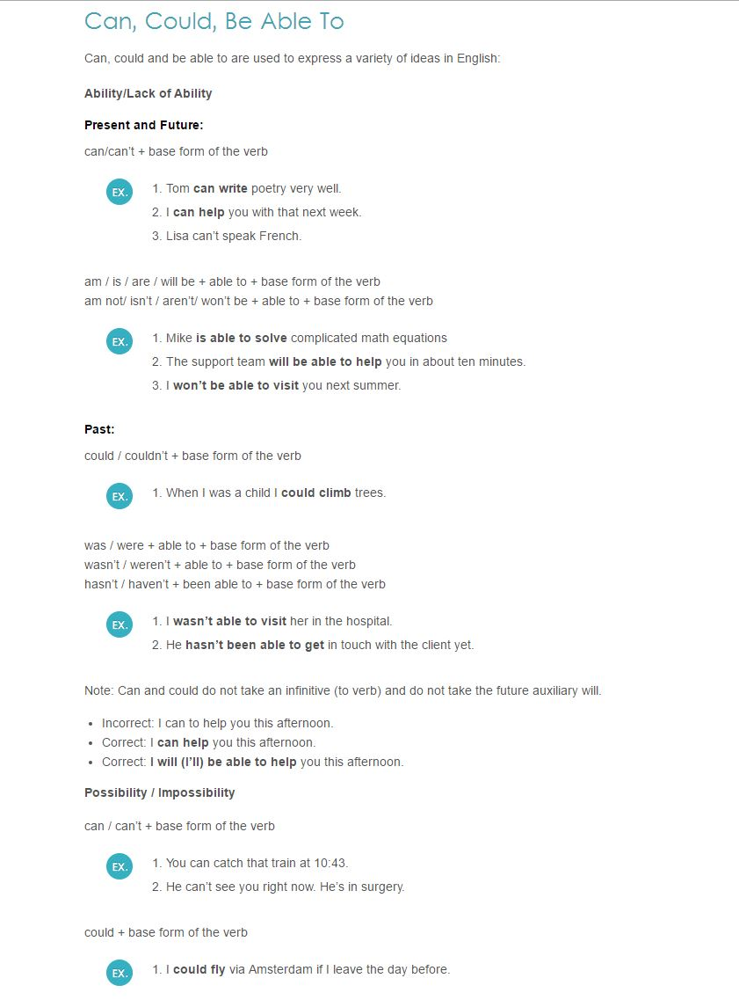 Can, Could, Be Able To
Can, could and be able to are used to express a variety of ideas in English:
Ability/Lack of Ability
Present and Future:
can/can’t + base form of the verb
EX.
1. Tom can write poetry very well.
2. I can help you with that next week.
3. Lisa can’t speak French.
am / is / are / will be + able to + base form of the verb
am not/ isn’t / aren’t/ won’t be + able to + base form of the verb
EX.
1. Mike is able to solve complicated math equations
2. The support team will be able to help you in about ten minutes.
3. I won’t be able to visit you next summer.
Past:
could / couldn’t + base form of the verb
EX.
1. When I was a child I could climb trees.
was / were + able to + base form of the verb
wasn’t / weren’t + able to + base form of the verb
hasn’t / haven’t + been able to + base form of the verb
EX.
1. I wasn’t able to visit her in the hospital.
2. He hasn’t been able to get in touch with the client yet.
Note: Can and could do not take an infinitive (to verb) and do not take the future auxiliary will.
• Incorrect: I can to help you this afternoon.
• Correct: I can help you this afternoon.
• Correct: I will (I’ll) be able to help you this afternoon.
Possibility / Impossibility
can / can’t + base form of the verb
EX.
1. You can catch that train at 10:43.
2. He can’t see you right now. He’s in surgery.
could + base form of the verb
EX.
1. I could fly via Amsterdam if I leave the day before.